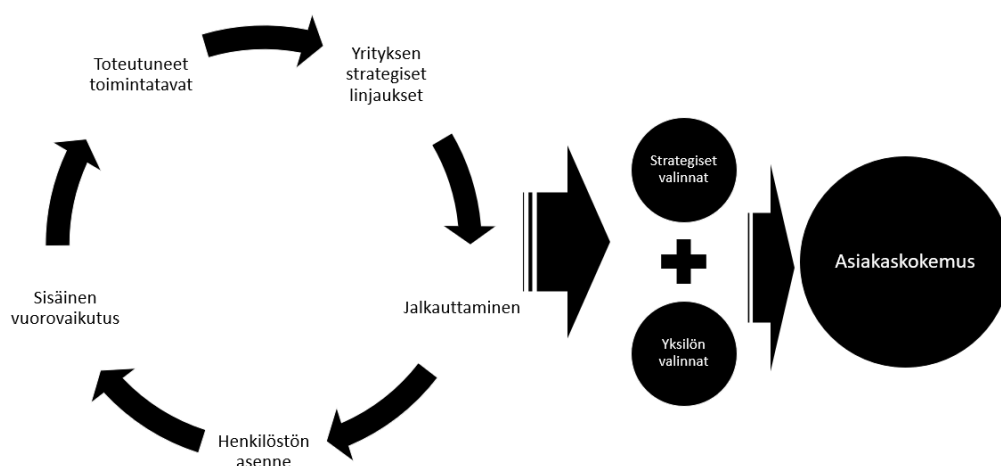 Toteutuneet
toimintatavat
Yrityksen
strategiset
linjaukset
Jalkauttaminen
Henkilöstön
asenne
Sisäinen
vuorovaikutus
Strategiset
valinnat
Yksilön
valinnat
Asiakaskokemus